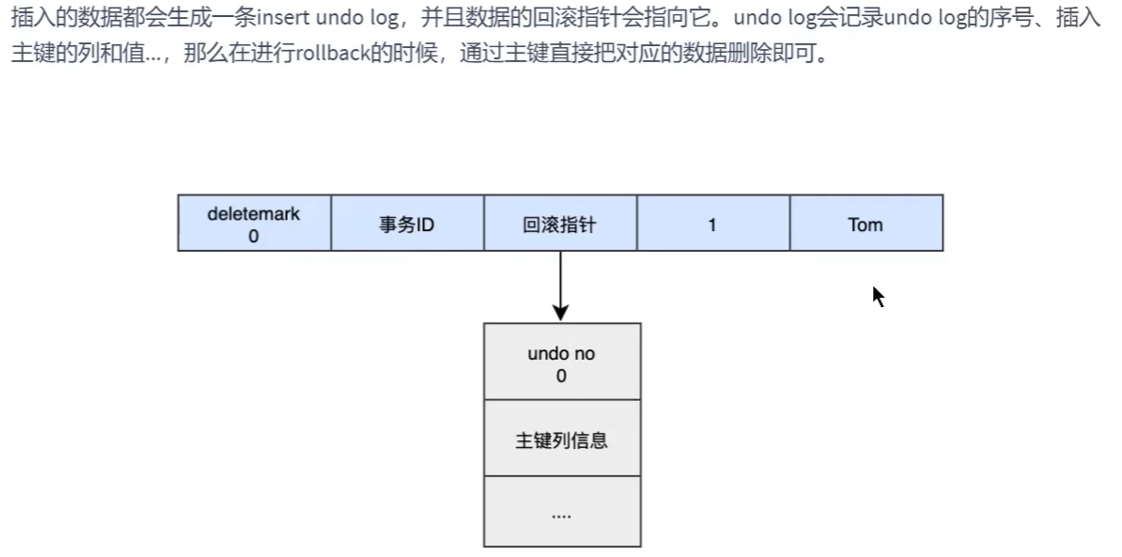 插入的数据都会生成一条insert undo log，并且数据的回滚指针会指向它。undo log会记录undo log的序号、插入
主键的列和值...，那么在进行rollback的时候，通过主键直接把对应的数据删除即可。
deletemark
0
事务ID
回滚指针
1
Tom
undo no
0
主键列信息
....